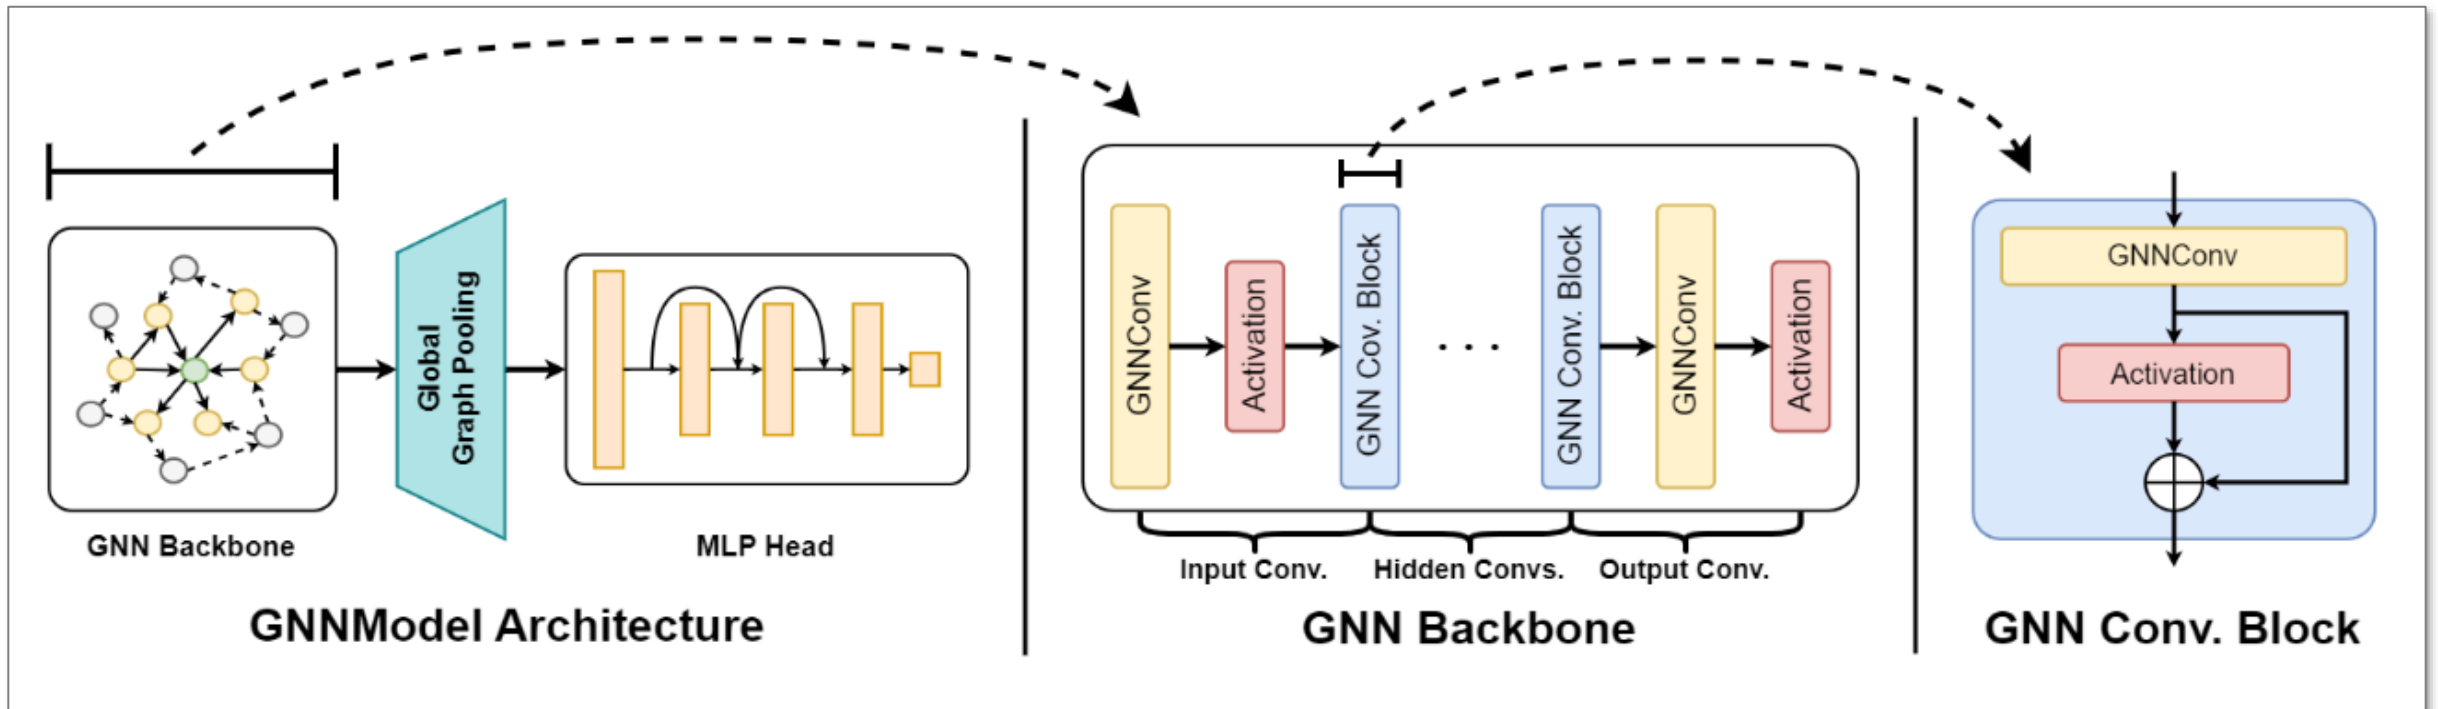 GNN Backbone
Global
Graph Pooling
MLP Head
GNNModel Architecture
GNNConv
Activation
GNN Cov. Block
. . .
GNN Conv. Block
GNNConv
Activation
Input Conv.
Hidden Convs.
Output Conv.
GNN Backbone
GNNConv
Activation
GNN Conv. Block